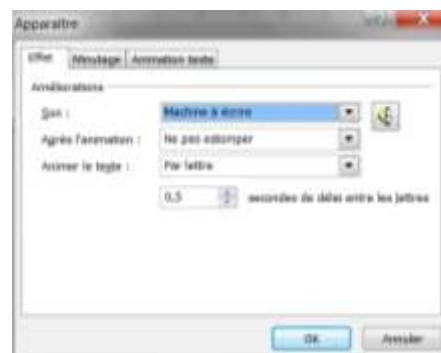 Apparaître
Effet Minutage Animation texte
Améliorations
Son : Machine à écrire
Après l'animation : Ne pas estomper
Animer le texte : Par lettre
0,5 secondes de délai entre les lettres
OK Annuler